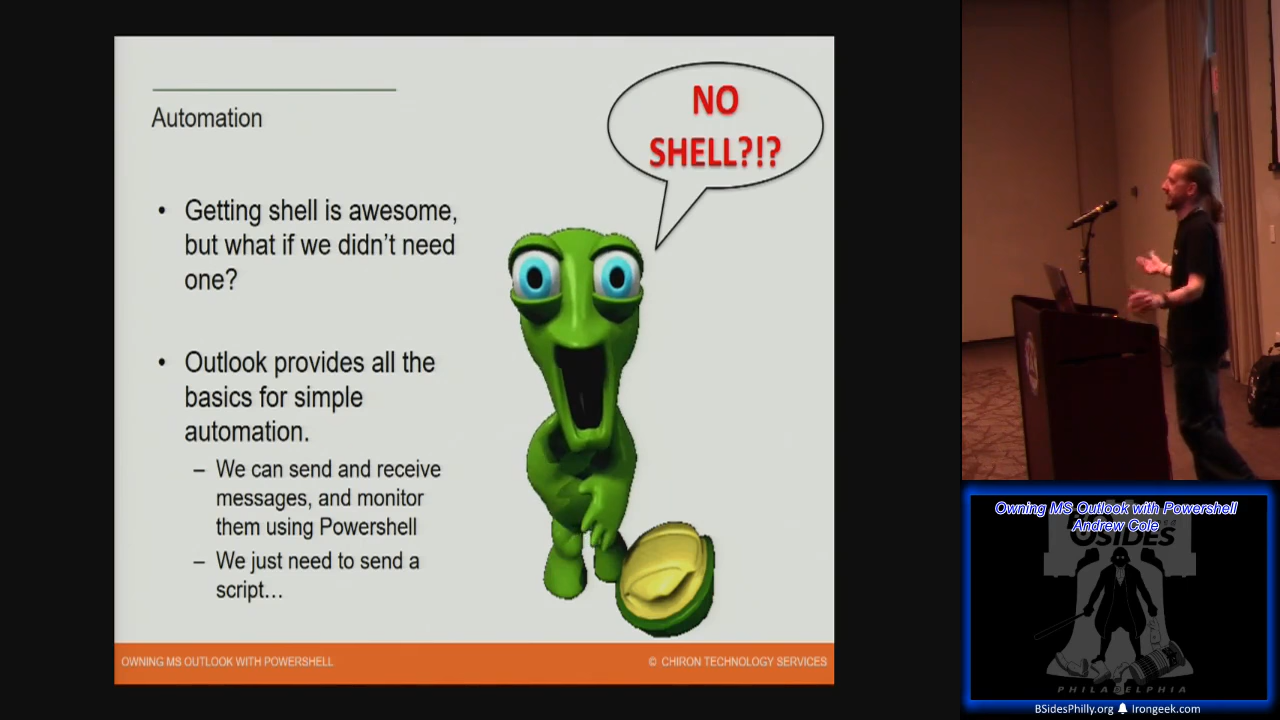 Automation
NO
SHELL?!?
• Getting shell is awesome,
but what if we didn't need
one?
• Outlook provides all the
basics for simple
automation.
– We can send and receive
messages, and monitor
them using Powershell
– We just need to send a
script…
OWNING MS OUTLOOK WITH POWERSHELL
© CHIRON TECHNOLOGY SERVICES
Owning MS Outlook with Powershell
Andrew Cole
SIDES
PHILADELPHIA
BSidesPhilly.org Irongeek.com